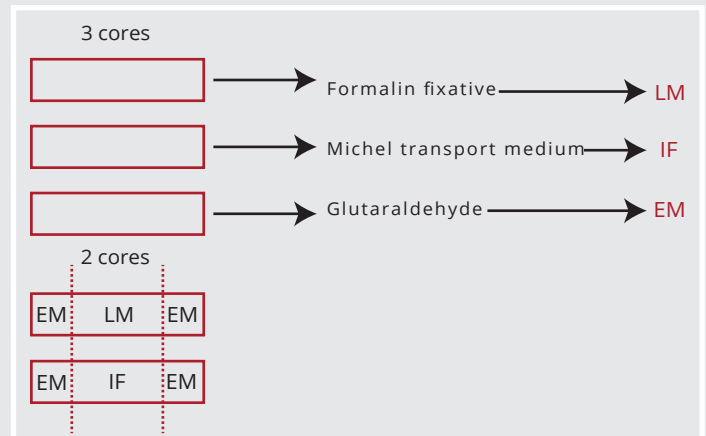 3 cores
Formalin fixative LM
Michel transport medium IF
Glutaraldehyde EM
2 cores
EM LM EM
EM IF EM